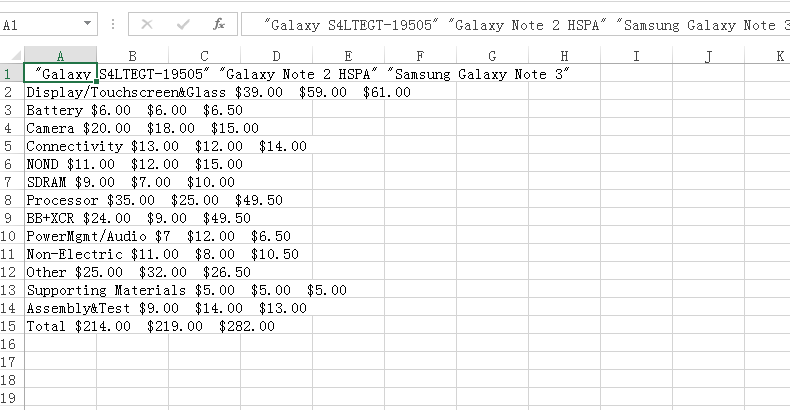 A1 fx "Galaxy S4LTEGT-19505" "Galaxy Note 2 HSPA" "Samsung Galaxy Note 3
A B C D E F G H I J K
1 "Galaxy S4LTEGT-19505" "Galaxy Note 2 HSPA" "Samsung Galaxy Note 3"
2 Display/Touchscreen&Glass $39.00 $59.00 $61.00
3 Battery $6.00 $6.00 $6.50
4 Camera $20.00 $18.00 $15.00
5 Connectivity $13.00 $12.00 $14.00
6 NOND $11.00 $12.00 $15.00
7 SDRAM $9.00 $7.00 $10.00
8 Processor $35.00 $25.00 $49.50
9 BB+XCR $24.00 $9.00 $49.50
10 PowerMgmt/Audio $7 $12.00 $6.50
11 Non-Electric $11.00 $8.00 $10.50
12 Other $25.00 $32.00 $26.50
13 Supporting Materials $5.00 $5.00 $5.00
14 Assembly&Test $9.00 $14.00 $13.00
15 Total $214.00 $219.00 $282.00
16
17
18
19